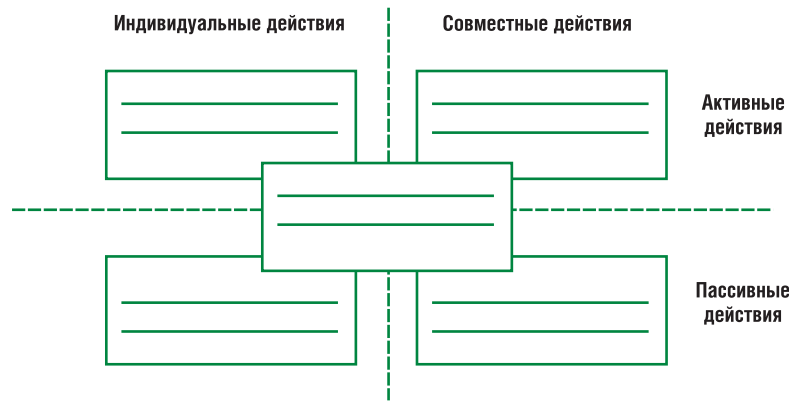 Индивидуальные действия
Совместные действия
Активные
действия
Пассивные
действия